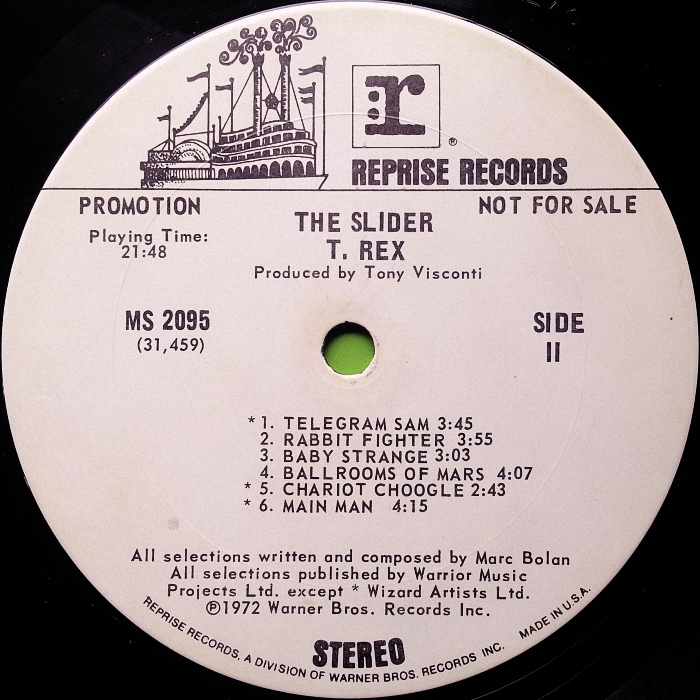 r
®
REPRISE RECORDS
PROMOTION
NOT FOR SALE
THE SLIDER
T. REX
Playing Time:
21:48
Produced by Tony Visconti
MS 2095
(31,459)
SIDE
II
* 1. TELEGRAM SAM 3:45
2. RABBIT FIGHTER 3:55
3. BABY STRANGE 3:03
4. BALLROOMS OF MARS 4:07
* 5. CHARIOT CHOOGLE 2:43
* 6. MAIN MAN 4:15
All selections written and composed by Marc Bolan
All selections published by Warrior Music
Projects Ltd. except * Wizard Artists Ltd.
℗1972 Warner Bros. Records Inc.
STEREO
REPRISE RECORDS, A DIVISION OF WARNER BROS. RECORDS INC. MADE IN U.S.A.